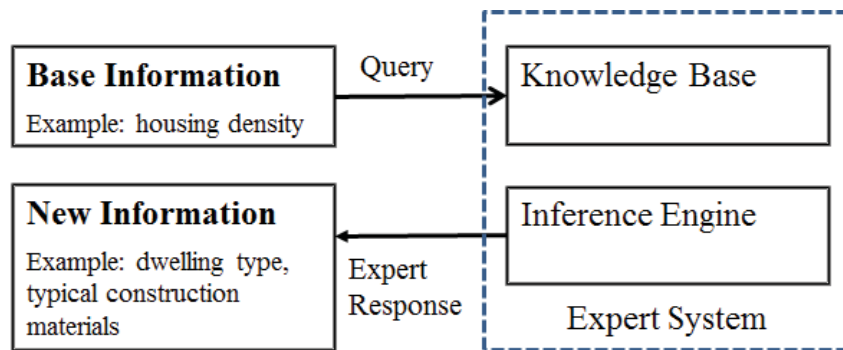 Base Information
Example: housing density
Query
Knowledge Base
New Information
Example: dwelling type,
typical construction
materials
Expert
Response
Inference Engine
Expert System